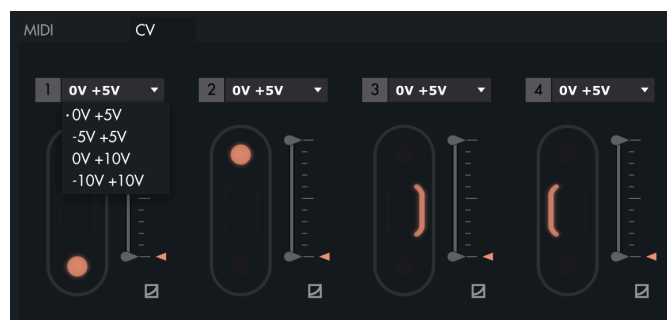 MIDI CV
1 0V +5V 2 0V +5V 3 0V +5V 4 0V +5V
·0V +5V
-5V +5V
0V +10V
-10V +10V